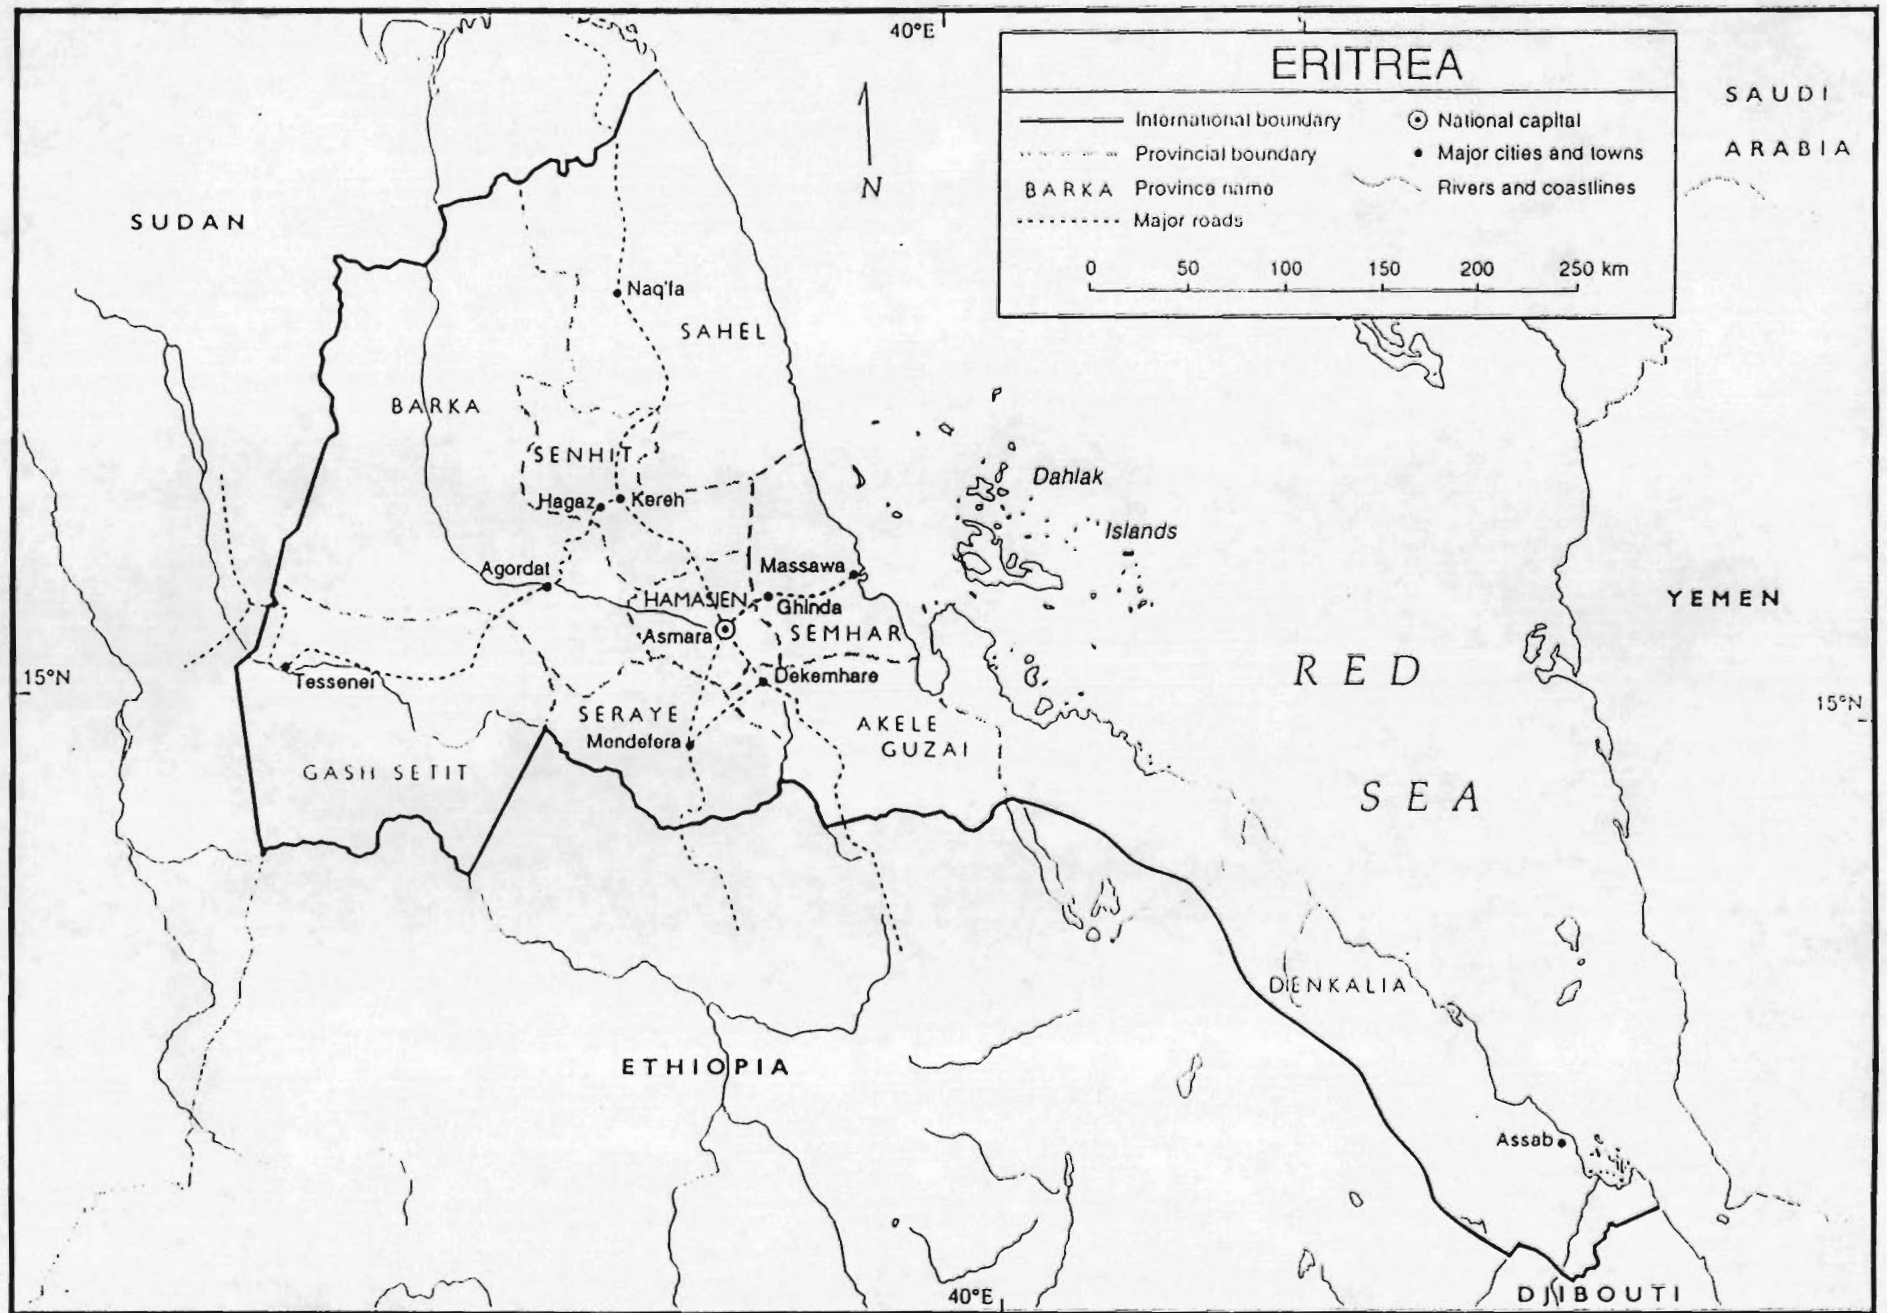 40°E
ERITREA
International boundary
National capital
Provincial boundary
Major cities and towns
BARKA Province name
Rivers and coastlines
Major roads
0 50 100 150 200 250 km
N
SAUDI
ARABIA
SUDAN
Naq'fa
SAHEL
BARKA
SENHIT
Hagaz
Kereh
Dahlak
Islands
Agordat
Massawa
HAMASIEN
Ghinda
Asmara
SEMHAR
YEMEN
RED
SEA
15°N
Tessenei
Dekemhare
15°N
SERAYE
Mendefera
AKELE
GUZAI
GASH SETIT
DENKALIA
ETHIOPIA
Assab
40°E
DJIBOUTI